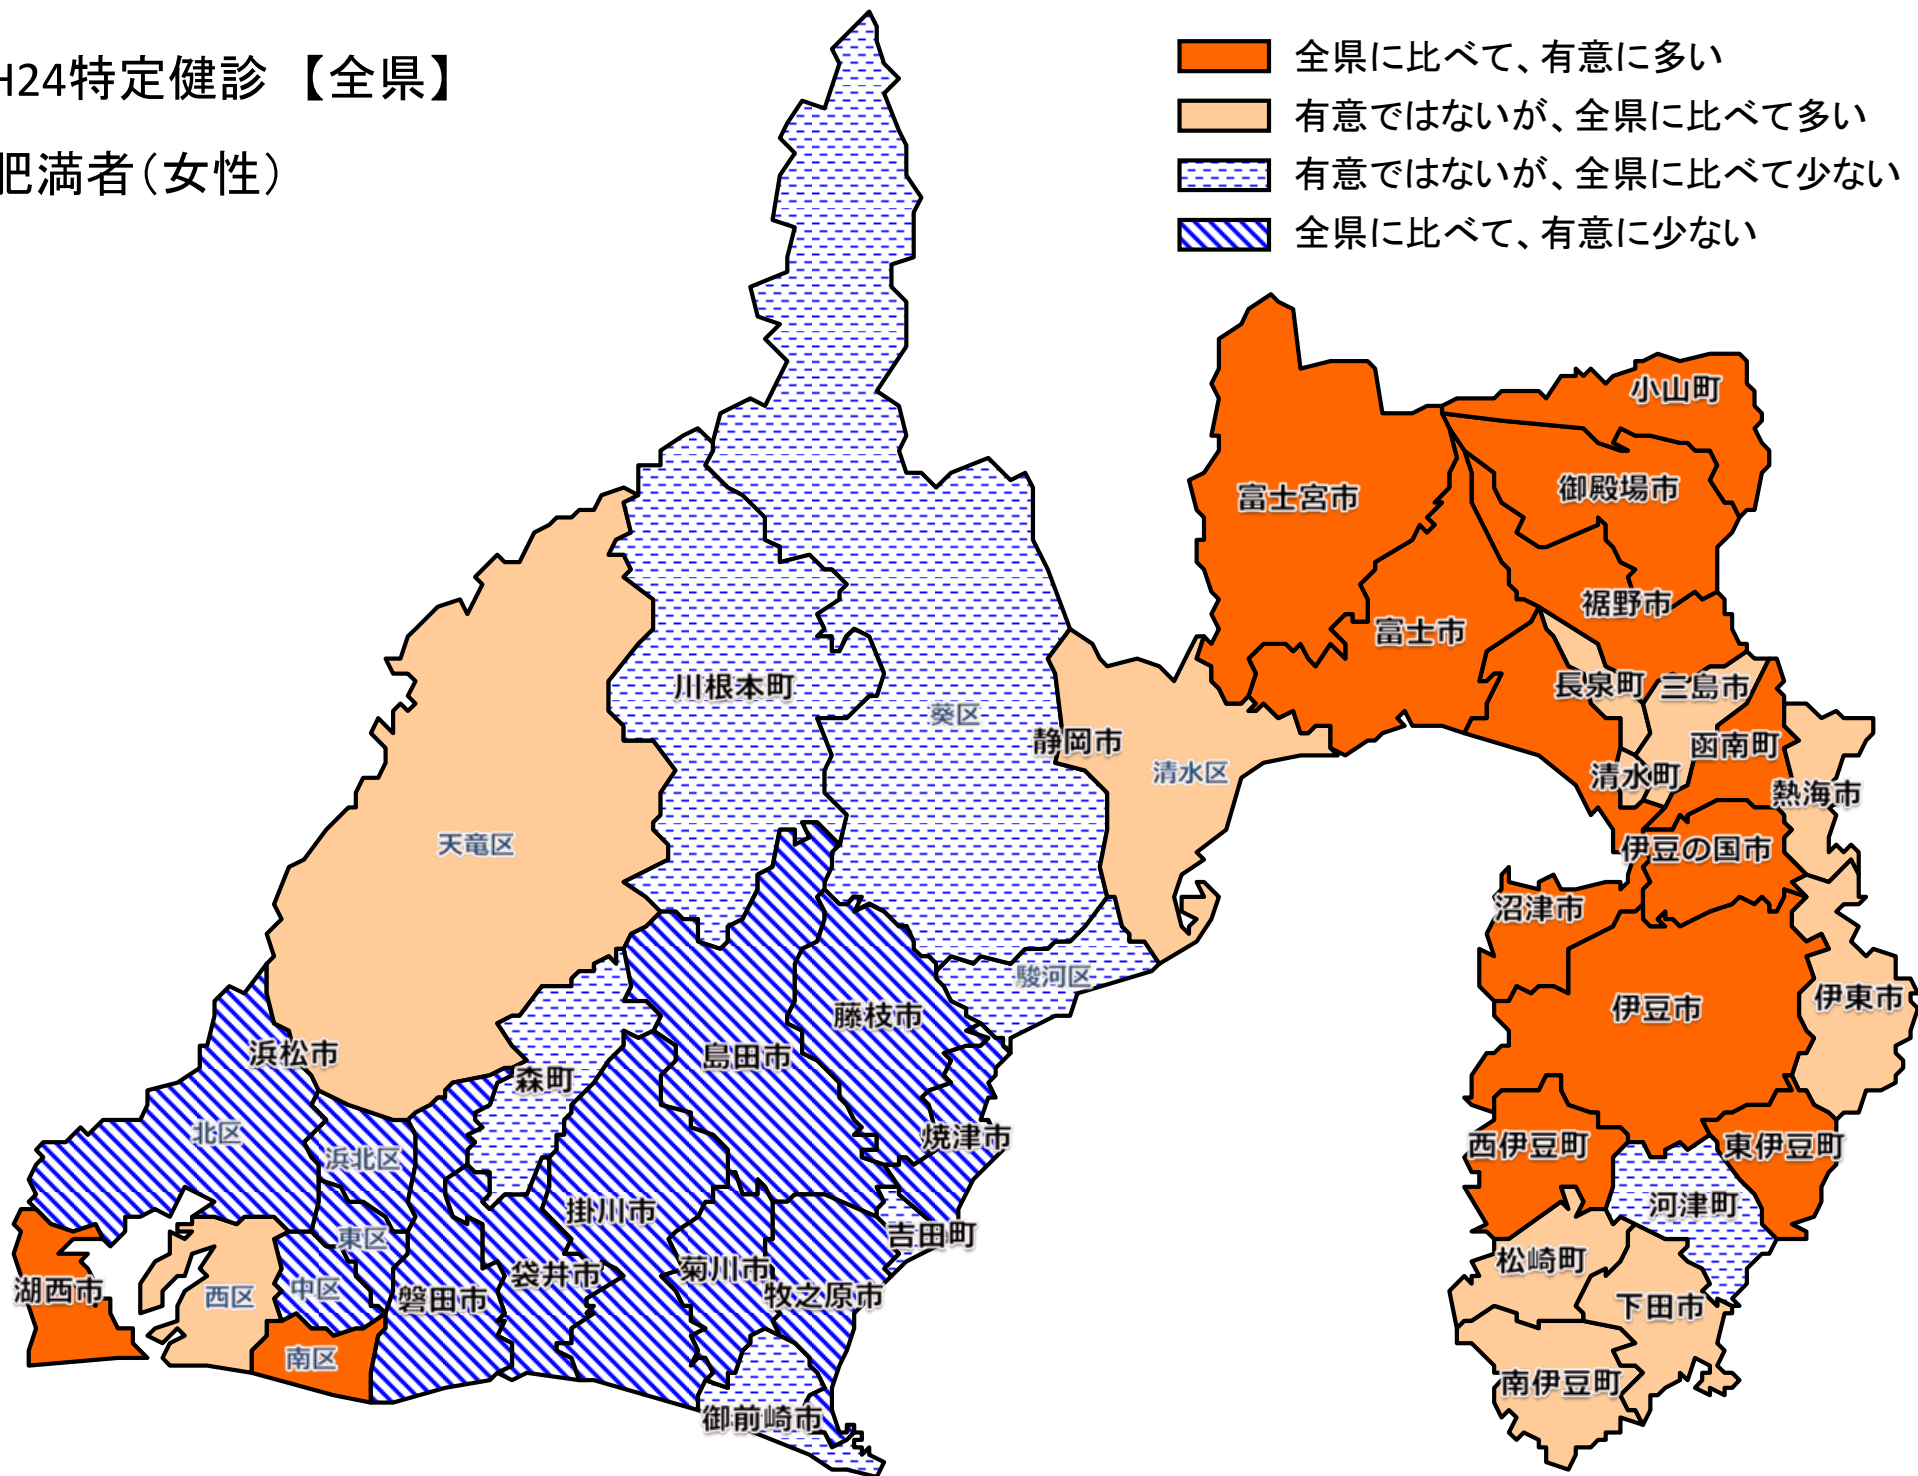 H24特定健診 【全県】
肥満者(女性)
全県に比べて、有意に多い
有意ではないが、全県に比べて多い
有意ではないが、全県に比べて少ない
全県に比べて、有意に少ない
小山町
御殿場市
富士宮市
裾野市
富士市
長泉町
三島市
川根本町
葵区
静岡市
函南町
清水区
清水町
熱海市
天竜区
伊豆の国市
沼津市
駿河区
伊東市
伊豆市
藤枝市
浜松市
島田市
森町
北区
焼津市
西伊豆町
東伊豆町
浜北区
掛川市
河津町
東区
吉田町
松崎町
菊川市
袋井市
湖西市
中区
西区
牧之原市
磐田市
下田市
南区
南伊豆町
御前崎市